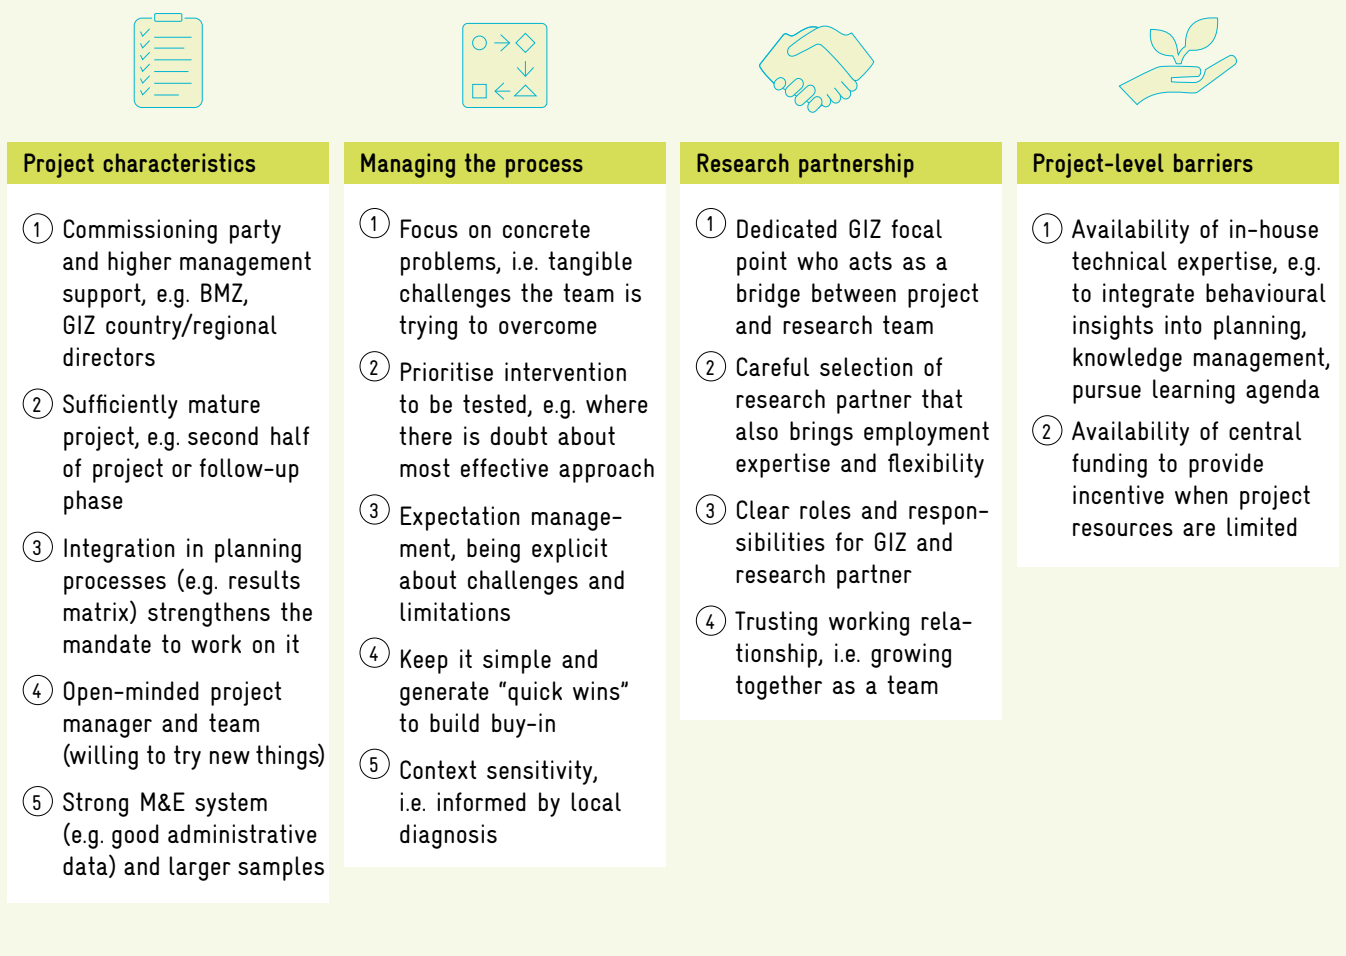 Project characteristics
1 Commissioning party
and higher management
support, e.g. BMZ,
GIZ country/regional
directors
2 Sufficiently mature
project, e.g. second half
of project or follow-up
phase
3 Integration in planning
processes (e.g. results
matrix) strengthens the
mandate to work on it
4 Open-minded project
manager and team
(willing to try new things)
5 Strong M&E system
(e.g. good administrative
data) and larger samples
Managing the process
1 Focus on concrete
problems, i.e. tangible
challenges the team is
trying to overcome
2 Prioritise intervention
to be tested, e.g. where
there is doubt about
most effective approach
3 Expectation manage-
ment, being explicit
about challenges and
limitations
4 Keep it simple and
generate “quick wins”
to build buy-in
5 Context sensitivity,
i.e. informed by local
diagnosis
Research partnership
1 Dedicated GIZ focal
point who acts as a
bridge between project
and research team
2 Careful selection of
research partner that
also brings employment
expertise and flexibility
3 Clear roles and respon-
sibilities for GIZ and
research partner
4 Trusting working rela-
tionship, i.e. growing
together as a team
Project-level barriers
1 Availability of in-house
technical expertise, e.g.
to integrate behavioural
insights into planning,
knowledge management,
pursue learning agenda
2 Availability of central
funding to provide
incentive when project
resources are limited